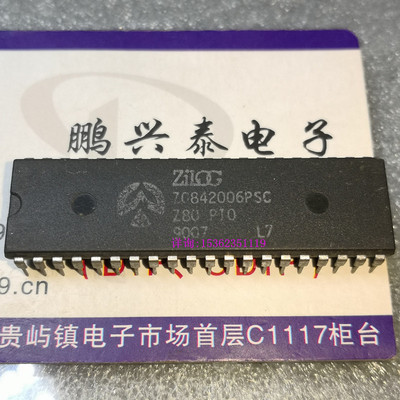 鹏兴泰电子
ZiLOG
Z0842006PSC
Z80 PIO
9007 L7
9.cn
贵屿镇电子市场首层C1117柜台